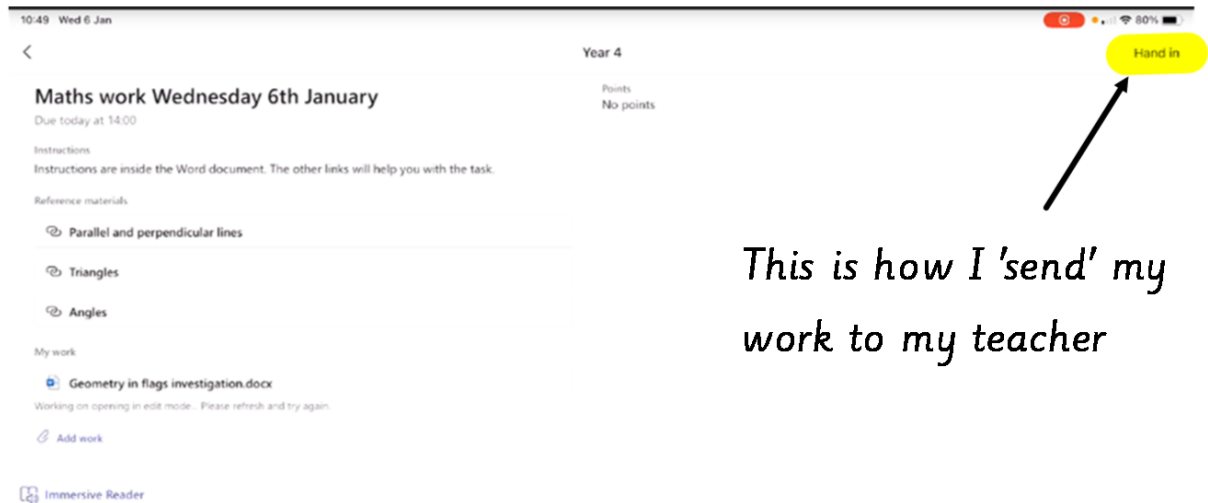 10:49 Wed 6 Jan
80%
Year 4
Hand in
Maths work Wednesday 6th January
Due today at 14:00
Points
No points
Instructions
Instructions are inside the Word document. The other links will help you with the task.
Reference materials
Parallel and perpendicular lines
Triangles
Angles
This is how I 'send' my
work to my teacher
My work
Geometry in flags investigation.docx
Working on opening in edit mode... Please refresh and try again.
Add work
Immersive Reader